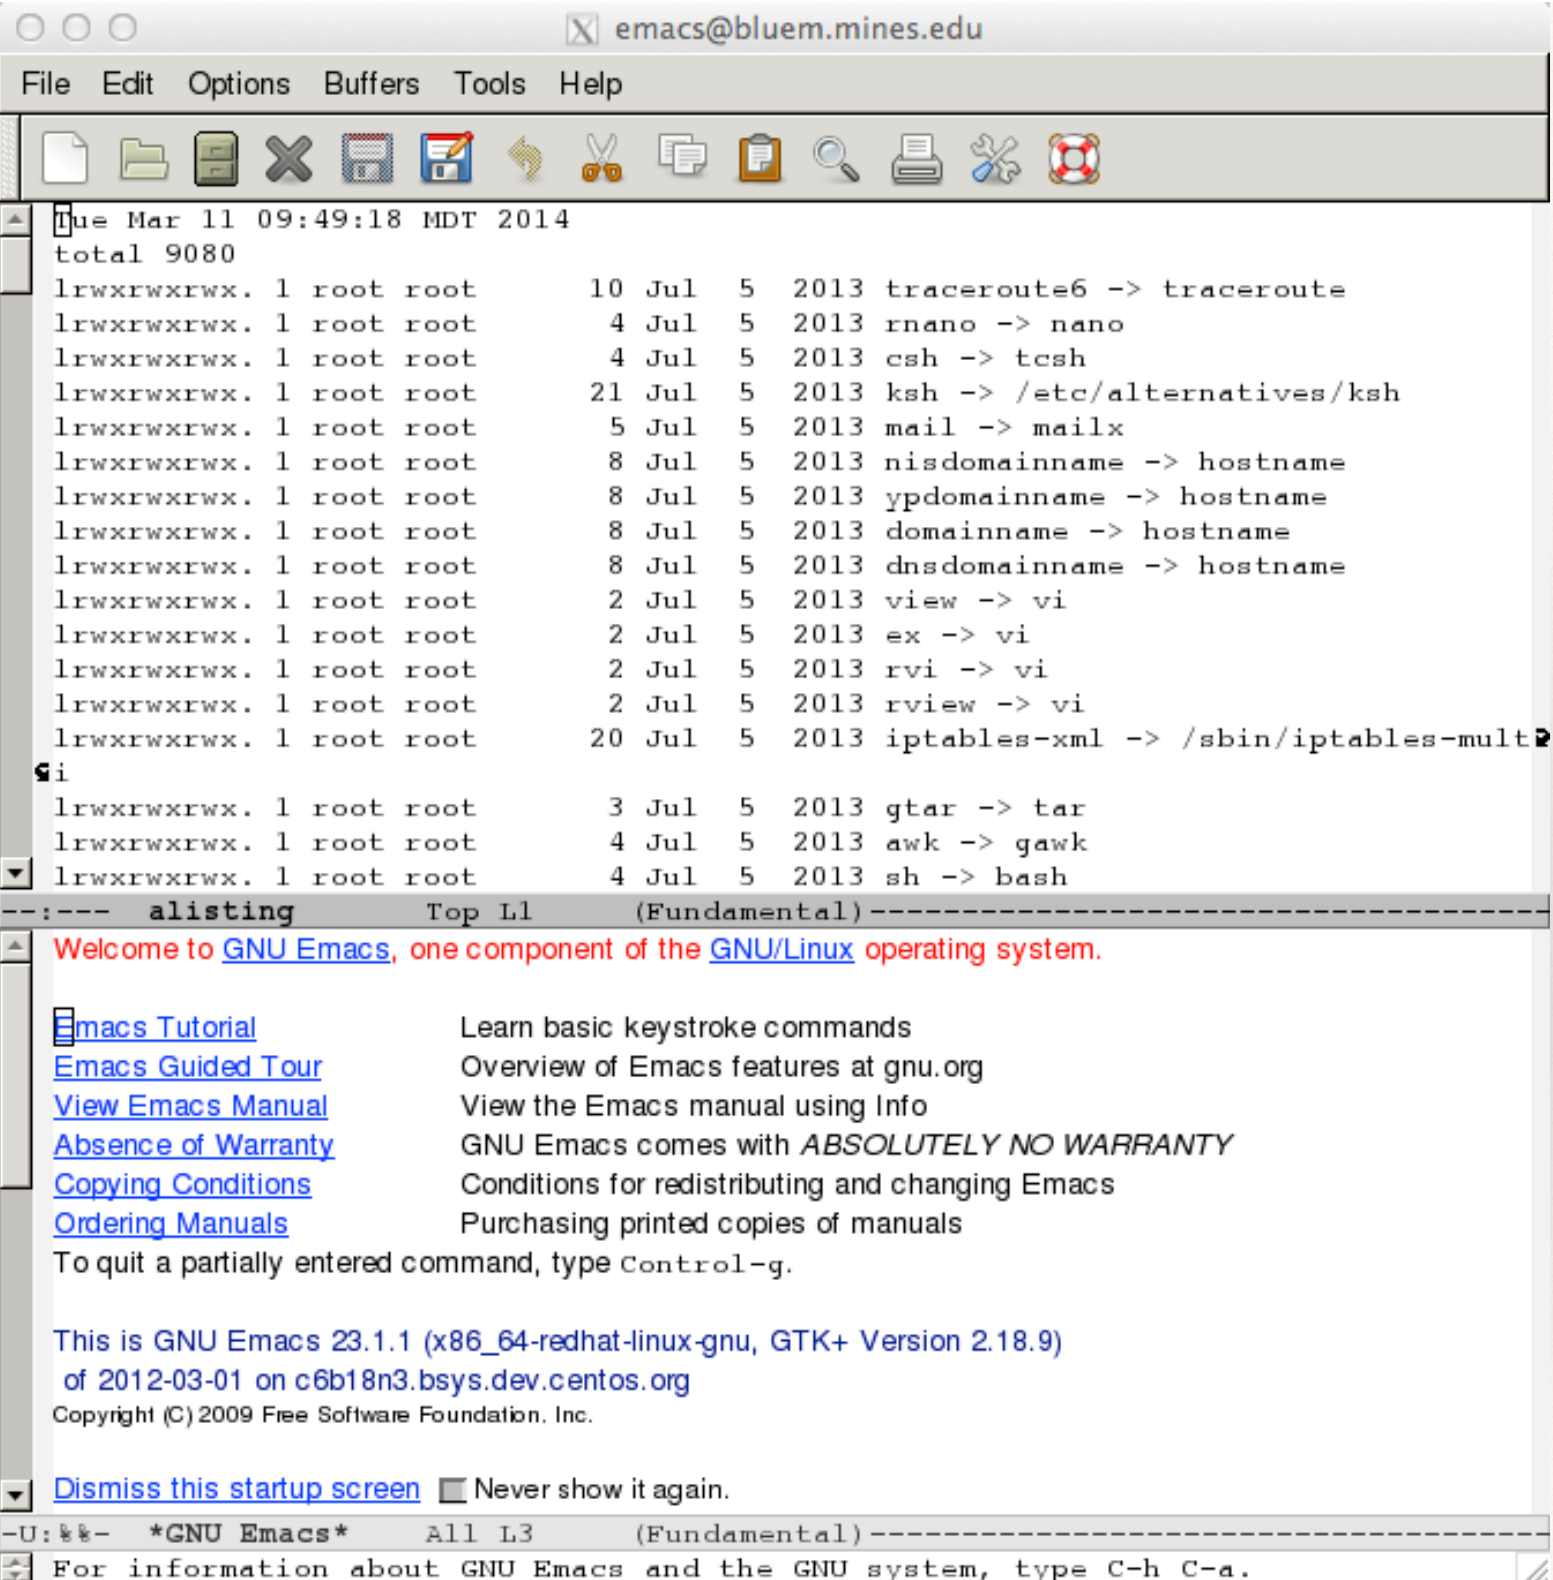 emacs@bluem.mines.edu
File Edit Options Buffers Tools Help
Tue Mar 11 09:49:18 MDT 2014
total 9080
lrwxrwxrwx. 1 root root      10 Jul  5  2013 traceroute6 -> traceroute
lrwxrwxrwx. 1 root root       4 Jul  5  2013 rnano -> nano
lrwxrwxrwx. 1 root root       4 Jul  5  2013 csh -> tcsh
lrwxrwxrwx. 1 root root      21 Jul  5  2013 ksh -> /etc/alternatives/ksh
lrwxrwxrwx. 1 root root       5 Jul  5  2013 mail -> mailx
lrwxrwxrwx. 1 root root       8 Jul  5  2013 nisdomainname -> hostname
lrwxrwxrwx. 1 root root       8 Jul  5  2013 ypdomainname -> hostname
lrwxrwxrwx. 1 root root       8 Jul  5  2013 domainname -> hostname
lrwxrwxrwx. 1 root root       8 Jul  5  2013 dnsdomainname -> hostname
lrwxrwxrwx. 1 root root       2 Jul  5  2013 view -> vi
lrwxrwxrwx. 1 root root       2 Jul  5  2013 ex -> vi
lrwxrwxrwx. 1 root root       2 Jul  5  2013 rvi -> vi
lrwxrwxrwx. 1 root root       2 Jul  5  2013 rview -> vi
lrwxrwxrwx. 1 root root      20 Jul  5  2013 iptables-xml -> /sbin/iptables-mult
i
lrwxrwxrwx. 1 root root       3 Jul  5  2013 gtar -> tar
lrwxrwxrwx. 1 root root       4 Jul  5  2013 awk -> gawk
lrwxrwxrwx. 1 root root       4 Jul  5  2013 sh -> bash
--:---  alisting       Top L1     (Fundamental)-------------------------------------
Welcome to GNU Emacs, one component of the GNU/Linux operating system.
Emacs Tutorial Learn basic keystroke commands
Emacs Guided Tour Overview of Emacs features at gnu.org
View Emacs Manual View the Emacs manual using Info
Absence of Warranty GNU Emacs comes with ABSOLUTELY NO WARRANTY
Copying Conditions Conditions for redistributing and changing Emacs
Ordering Manuals Purchasing printed copies of manuals
To quit a partially entered command, type Control-g.
This is GNU Emacs 23.1.1 (x86_64-redhat-linux-gnu, GTK+ Version 2.18.9)
of 2012-03-01 on c6b18n3.bsys.dev.centos.org
Copyright (C) 2009 Free Software Foundation, Inc.
Dismiss this startup screen Never show it again.
-U:%%-  *GNU Emacs*    All L3     (Fundamental)-------------------------------------
For information about GNU Emacs and the GNU system, type C-h C-a.